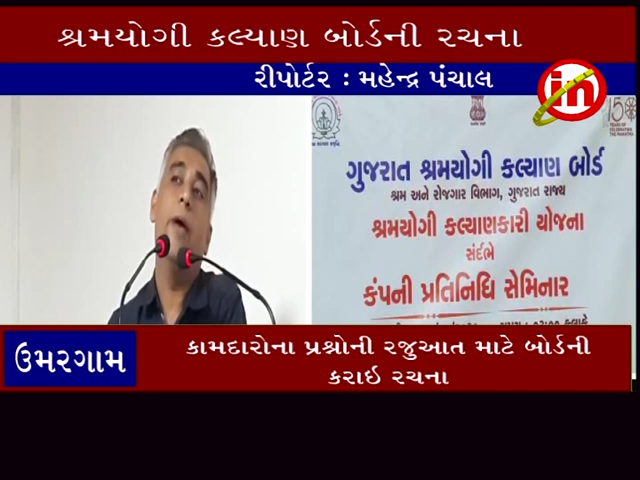 શ્રમયોગી કલ્યાણ બોર્ડની રચના
રીપોર્ટર : મહેન્દ્ર પંચાલ
in
ગુજરાત શ્રમયોગી કલ્યાણ બોર્ડ
શ્રમ અને રોજગાર વિભાગ, ગુજરાત રાજ્ય
શ્રમયોગી કલ્યાણકારી યોજના
સંદર્ભે
કંપની પ્રતિનિધિ સેમિનાર
ઉમરગામ
કામદારોના પ્રશ્નોની રજુઆત માટે બોર્ડની
કરાઇ રચના